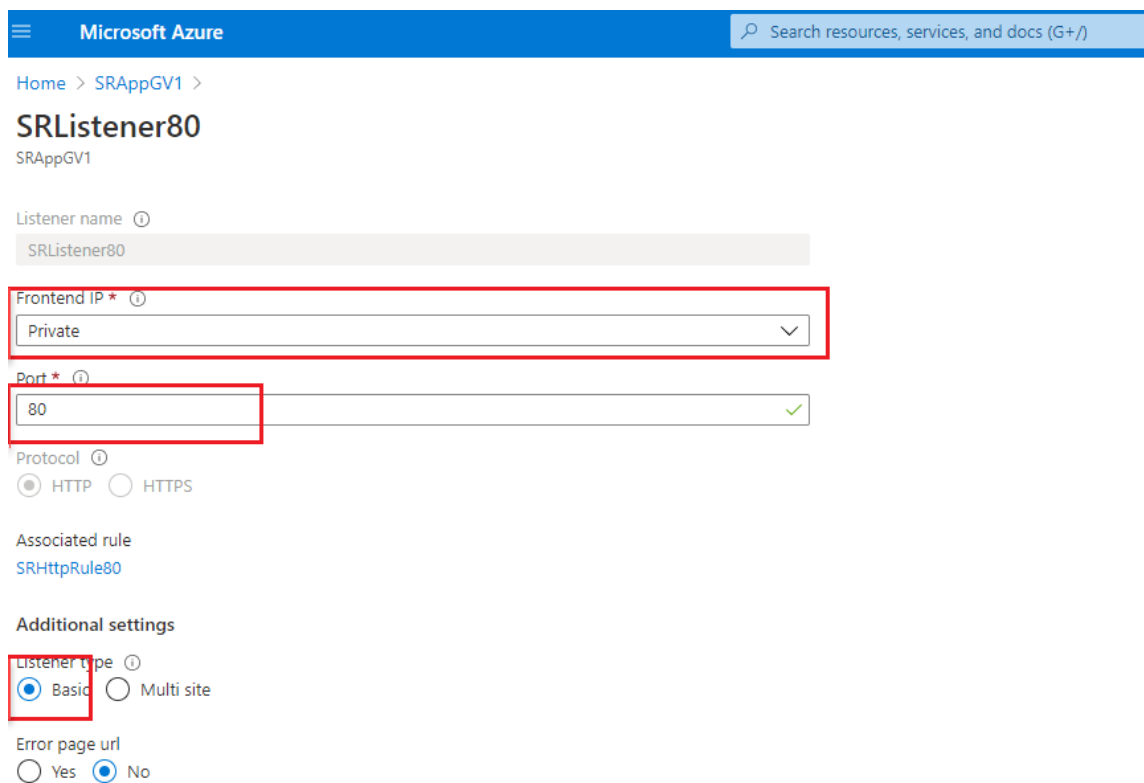 Microsoft Azure
Search resources, services, and docs (G+/)
Home > SRAppGV1 >
SRListener80
SRAppGV1
Listener name
SRListener80
Frontend IP *
Private
Port *
80
Protocol
HTTP HTTPS
Associated rule
SRHttpRule80
Additional settings
Listener type
Basic Multi site
Error page url
Yes No